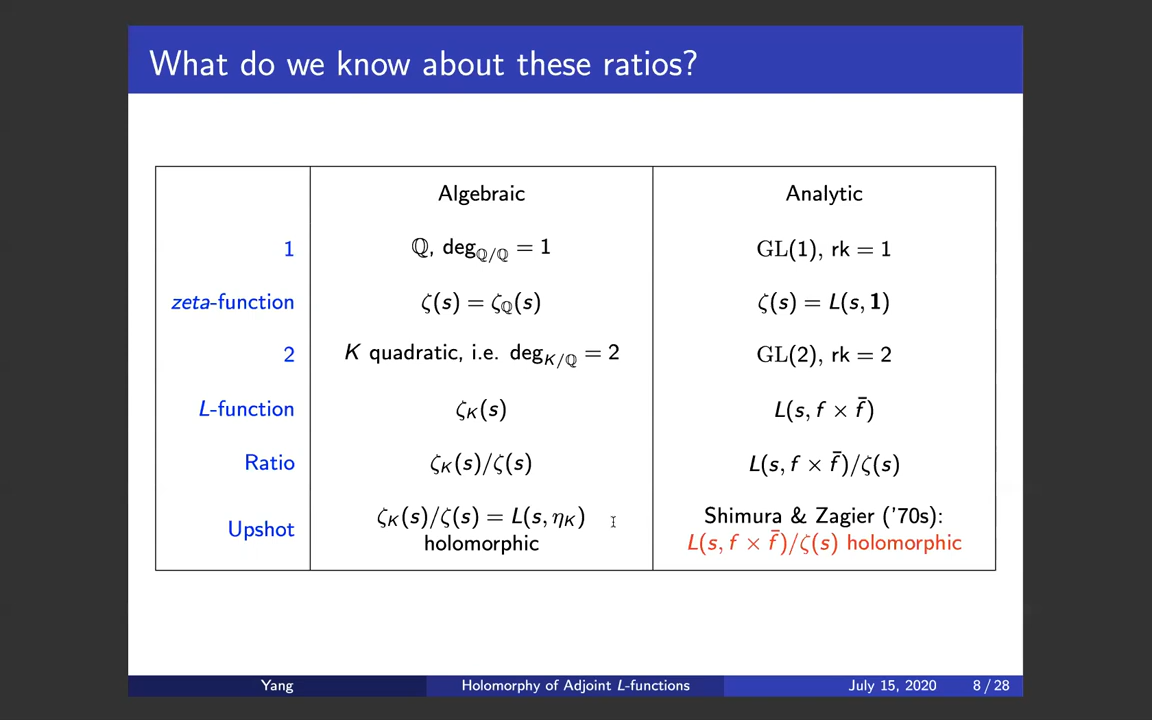 What do we know about these ratios?
Algebraic Analytic
1 ℚ, deg_{ℚ/ℚ} = 1 GL(1), rk = 1
zeta-function ζ(s) = ζ_ℚ(s) ζ(s) = L(s, 𝟏)
2 K quadratic, i.e. deg_{K/ℚ} = 2 GL(2), rk = 2
L-function ζ_K(s) L(s, f × f̄)
Ratio ζ_K(s)/ζ(s) L(s, f × f̄)/ζ(s)
Upshot ζ_K(s)/ζ(s) = L(s, η_K) Shimura & Zagier ('70s):
holomorphic L(s, f × f̄)/ζ(s) holomorphic
Yang Holomorphy of Adjoint L-functions July 15, 2020 8 / 28